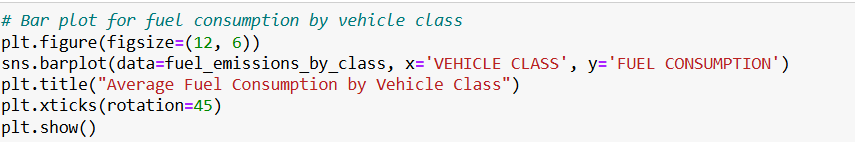 # Bar plot for fuel consumption by vehicle class
plt.figure(figsize=(12, 6))
sns.barplot(data=fuel_emissions_by_class, x='VEHICLE CLASS', y='FUEL CONSUMPTION')
plt.title("Average Fuel Consumption by Vehicle Class")
plt.xticks(rotation=45)
plt.show()